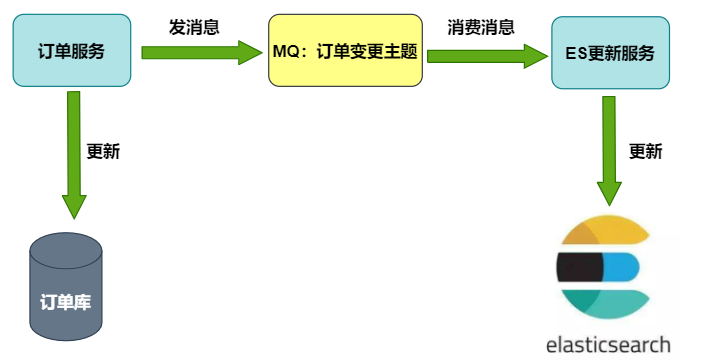 订单服务
发消息
MQ：订单变更主题
消费消息
ES更新服务
更新
更新
订单库
elasticsearch